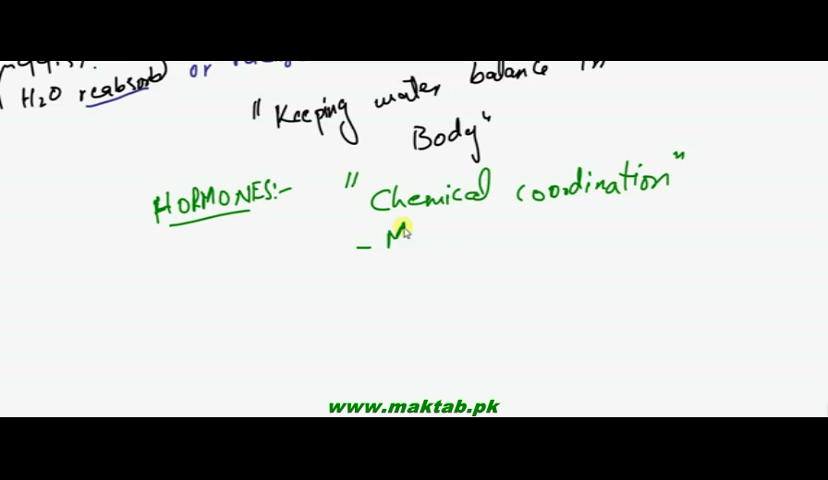 H₂O reabsorb or
"Keeping water balance in
Body"
HORMONES:- "Chemical coordination"
- M
www.maktab.pk